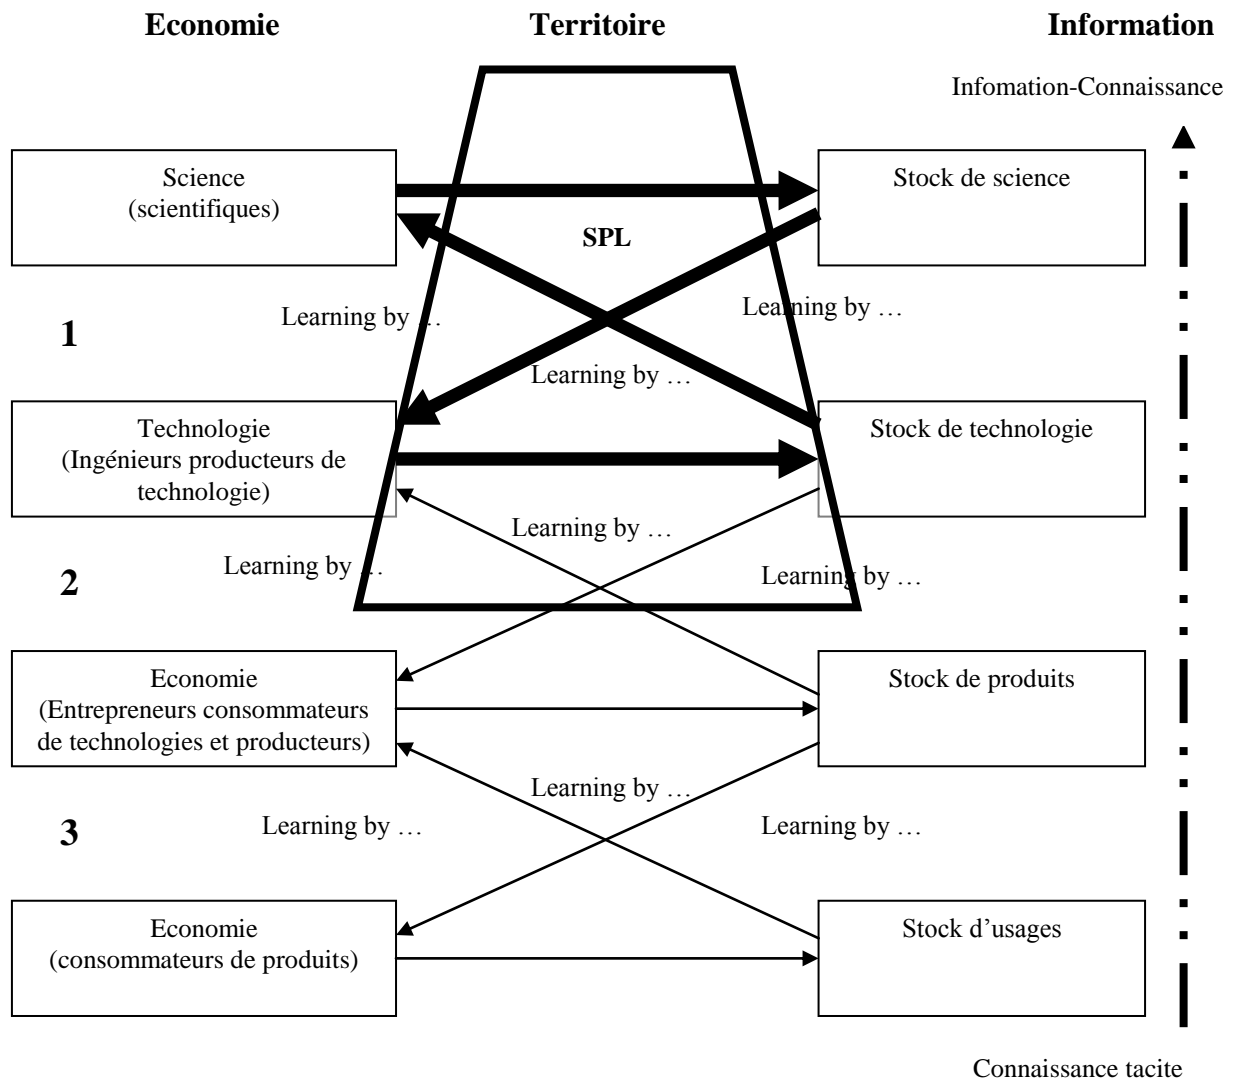 Economie
Territoire
Information
Infomation-Connaissance
Science
(scientifiques)
Stock de science
SPL
Learning by …
Learning by …
1
Learning by …
Technologie
(Ingénieurs producteurs de
technologie)
Stock de technologie
Learning by …
Learning by …
Learning by …
2
Economie
(Entrepreneurs consommateurs
de technologies et producteurs)
Stock de produits
Learning by …
Learning by …
Learning by …
3
Economie
(consommateurs de produits)
Stock d’usages
Connaissance tacite